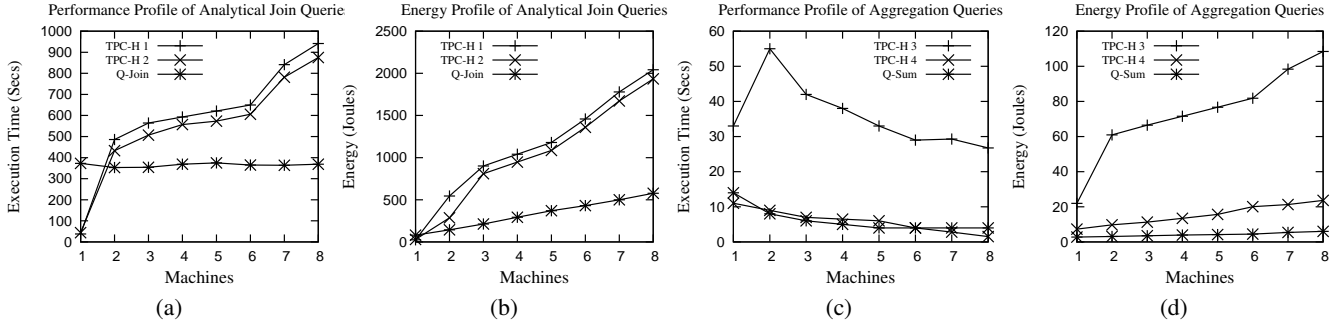 Performance Profile of Analytical Join Queries
1000
900
800
700
600
500
400
300
200
100
0
Execution Time (Secs)
TPC-H 1
TPC-H 2
Q-Join
1 2 3 4 5 6 7 8
Machines
(a)
Energy Profile of Analytical Join Queries
2500
2000
1500
1000
500
0
Energy (Joules)
TPC-H 1
TPC-H 2
Q-Join
1 2 3 4 5 6 7 8
Machines
(b)
Performance Profile of Aggregation Queries
60
50
40
30
20
10
0
Execution Time (Secs)
TPC-H 3
TPC-H 4
Q-Sum
1 2 3 4 5 6 7 8
Machines
(c)
Energy Profile of Aggregation Queries
120
100
80
60
40
20
0
Energy (Joules)
TPC-H 3
TPC-H 4
Q-Sum
1 2 3 4 5 6 7 8
Machines
(d)